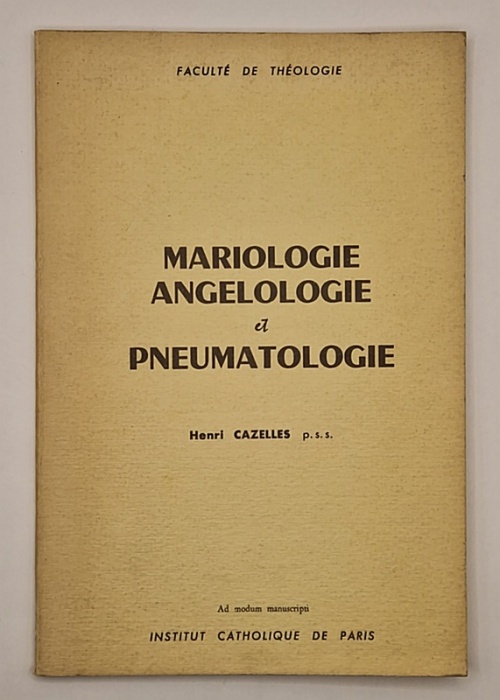 FACULTÉ DE THÉOLOGIE
MARIOLOGIE
ANGELOLOGIE
et
PNEUMATOLOGIE
Henri CAZELLES p.s.s.
Ad modum manuscripti
INSTITUT CATHOLIQUE DE PARIS